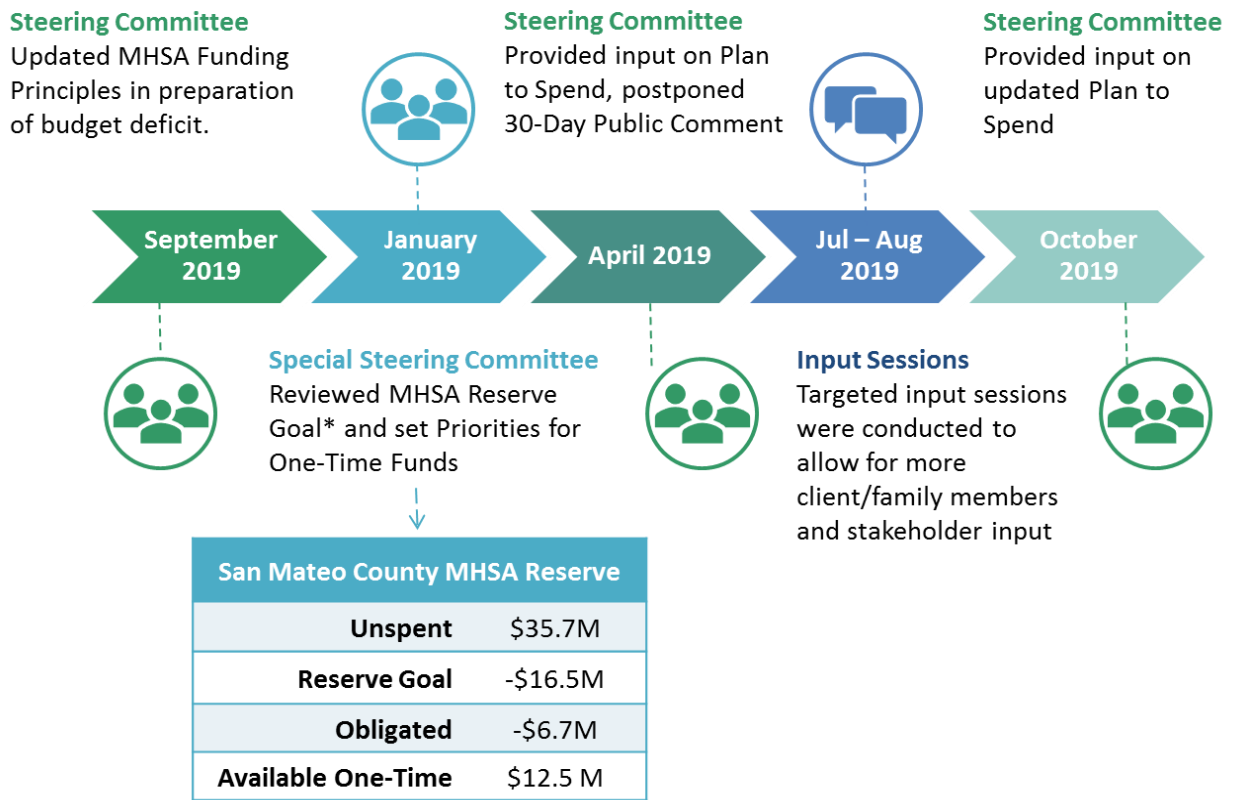 Steering Committee
Updated MHSA Funding
Principles in preparation
of budget deficit.
Steering Committee
Provided input on Plan
to Spend, postponed
30-Day Public Comment
Steering Committee
Provided input on
updated Plan to
Spend
September
2019
January
2019
April 2019
Jul – Aug
2019
October
2019
Special Steering Committee
Reviewed MHSA Reserve
Goal* and set Priorities for
One-Time Funds
Input Sessions
Targeted input sessions
were conducted to
allow for more
client/family members
and stakeholder input
San Mateo County MHSA Reserve
Unspent $35.7M
Reserve Goal -$16.5M
Obligated -$6.7M
Available One-Time $12.5 M